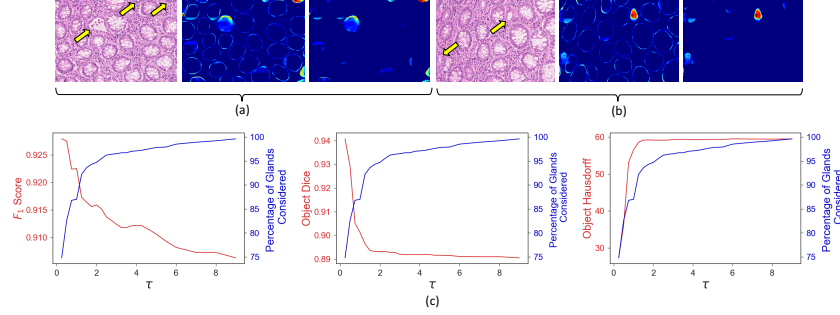 (a)
(b)
0.925
0.920
0.915
0.910
F1 Score
0 2 4 6 8
τ
100
95
90
85
80
75
Percentage of Glands
Considered
0.94
0.93
0.92
0.91
0.90
0.89
Object Dice
0 2 4 6 8
τ
100
95
90
85
80
75
Percentage of Glands
Considered
60
50
40
30
Object Hausdorff
0 2 4 6 8
τ
100
95
90
85
80
75
Percentage of Glands
Considered
(c)